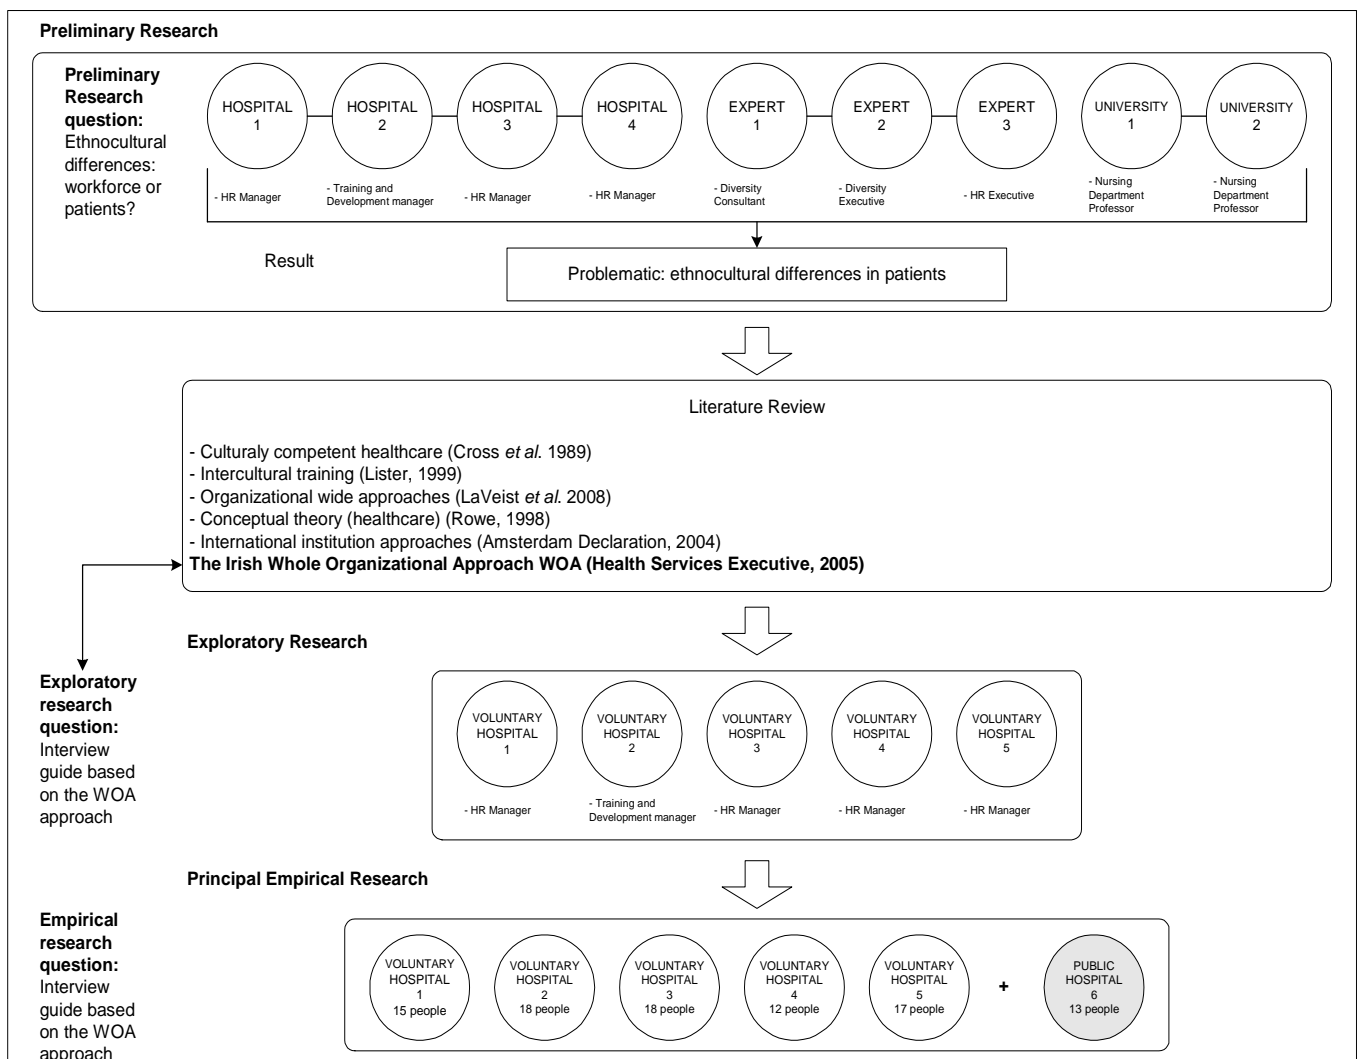 Preliminary Research
Preliminary
Research
question:
Ethnocultural
differences:
workforce or
patients?
HOSPITAL
1
HOSPITAL
2
HOSPITAL
3
HOSPITAL
4
EXPERT
1
EXPERT
2
EXPERT
3
UNIVERSITY
1
UNIVERSITY
2
- HR Manager
- Training and
Development manager
- HR Manager
- HR Manager
- Diversity
Consultant
- Diversity
Executive
- HR Executive
- Nursing
Department
Professor
- Nursing
Department
Professor
Result
Problematic: ethnocultural differences in patients
Literature Review
- Culturaly competent healthcare (Cross et al. 1989)
- Intercultural training (Lister, 1999)
- Organizational wide approaches (LaVeist et al. 2008)
- Conceptual theory (healthcare) (Rowe, 1998)
- International institution approaches (Amsterdam Declaration, 2004)
The Irish Whole Organizational Approach WOA (Health Services Executive, 2005)
Exploratory Research
Exploratory
research
question:
Interview
guide based
on the WOA
approach
VOLUNTARY
HOSPITAL
1
VOLUNTARY
HOSPITAL
2
VOLUNTARY
HOSPITAL
3
VOLUNTARY
HOSPITAL
4
VOLUNTARY
HOSPITAL
5
- HR Manager
- Training and
Development manager
- HR Manager
- HR Manager
- HR Manager
Principal Empirical Research
Empirical
research
question:
Interview
guide based
on the WOA
approach
VOLUNTARY
HOSPITAL
1
15 people
VOLUNTARY
HOSPITAL
2
18 people
VOLUNTARY
HOSPITAL
3
18 people
VOLUNTARY
HOSPITAL
4
12 people
VOLUNTARY
HOSPITAL
5
17 people
+
PUBLIC
HOSPITAL
6
13 people